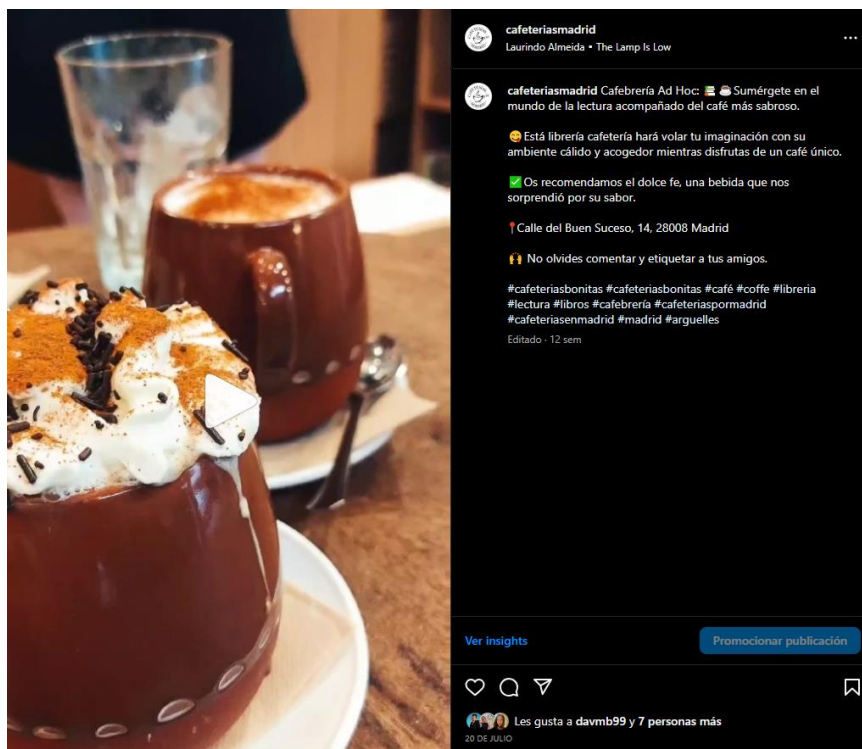 cafeteriasmadrid
Laurindo Almeida • The Lamp Is Low
cafeteriasmadrid Cafebrería Ad Hoc: 📚 ☕Sumérgete en el
mundo de la lectura acompañado del café más sabroso.
😋Está librería cafetería hará volar tu imaginación con su
ambiente cálido y acogedor mientras disfrutas de un café único.
✅Os recomendamos el dolce fe, una bebida que nos
sorprendió por su sabor.
📍Calle del Buen Suceso, 14, 28008 Madrid
🙌 No olvides comentar y etiquetar a tus amigos.
#cafeteriasbonitas #cafeteriasbonitas #café #coffe #libreria
#lectura #libros #cafebrería #cafeteriaspormadrid
#cafeteriasenmadrid #madrid #arguelles
Editado · 12 sem
Ver insights
Promocionar publicación
Les gusta a davmb99 y 7 personas más
20 DE JULIO